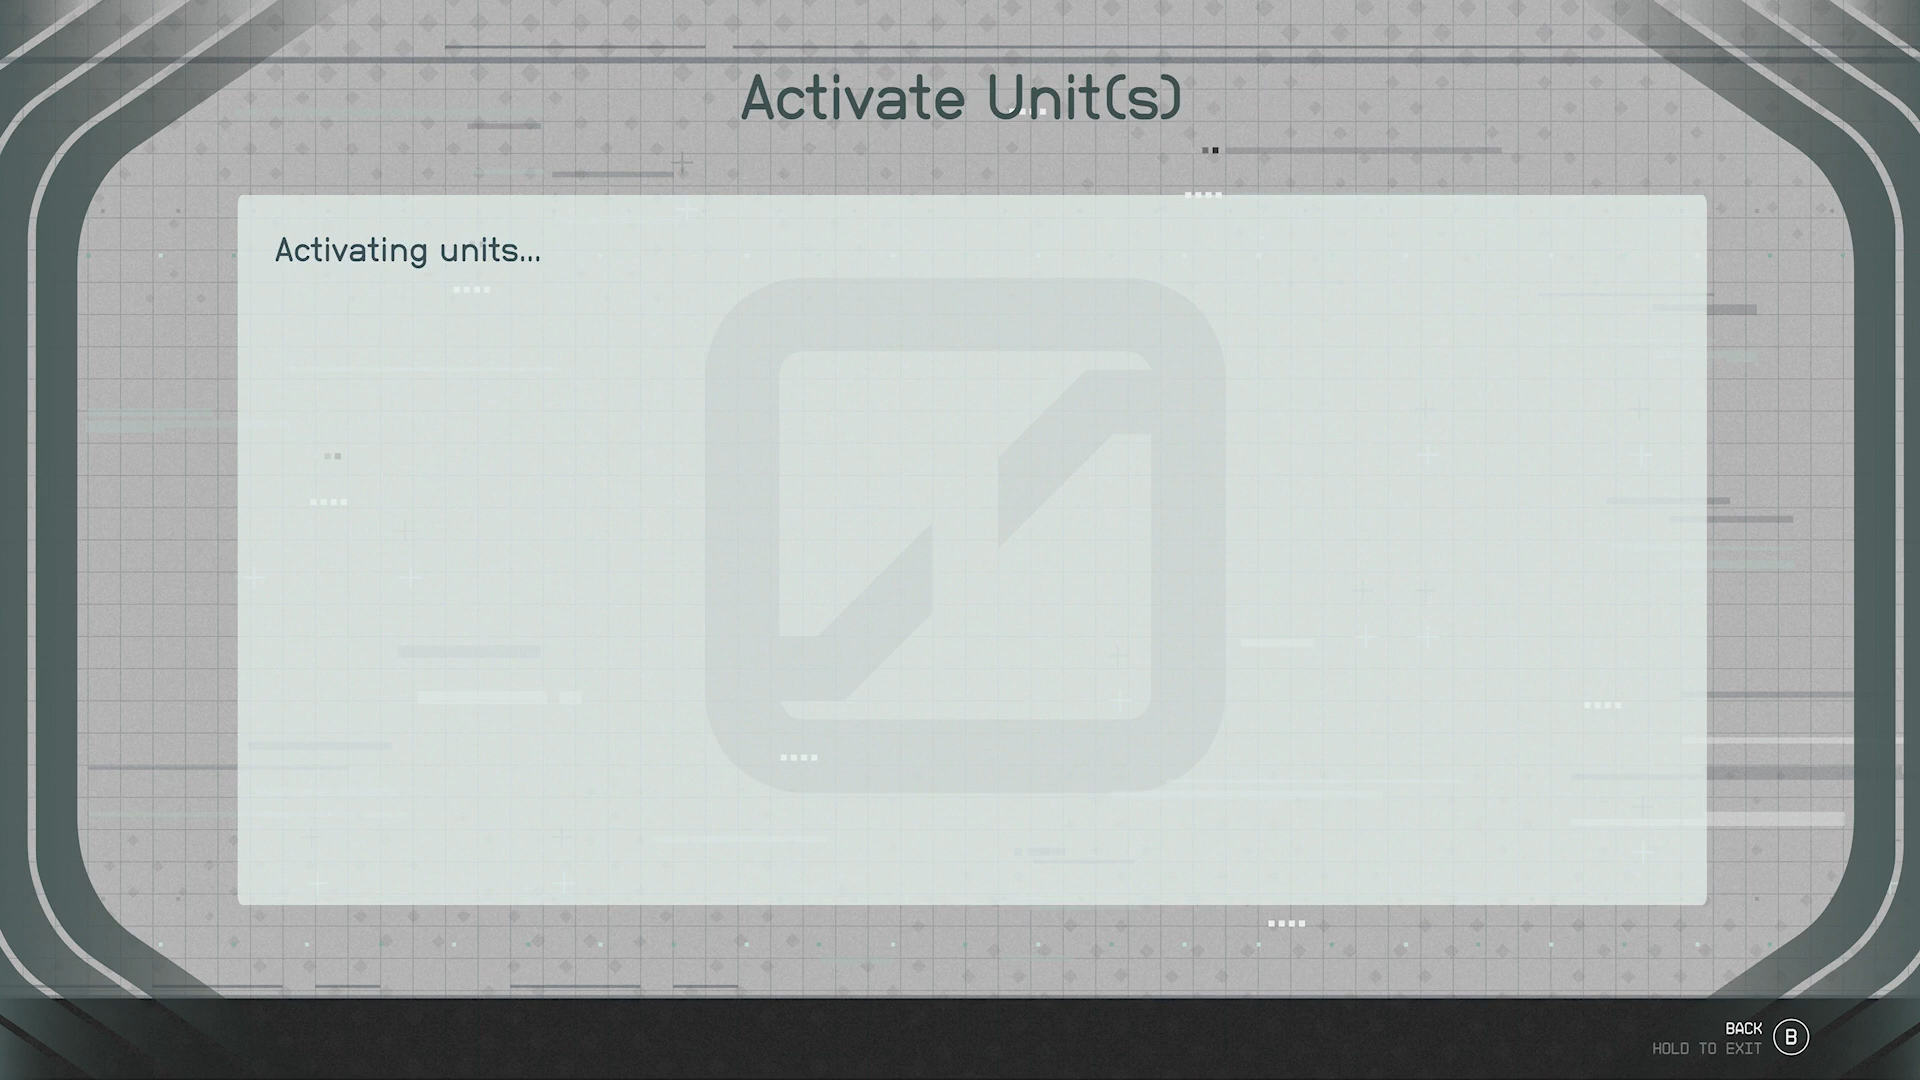 Activate Unit(s)
Activating units...
BACK
HOLD TO EXIT
B